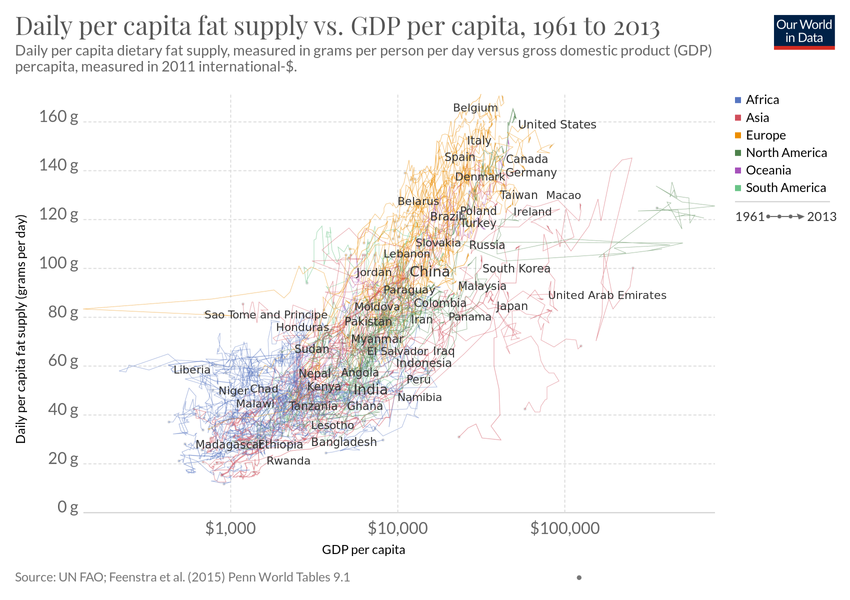 Daily per capita fat supply vs. GDP per capita, 1961 to 2013
Daily per capita dietary fat supply, measured in grams per person per day versus gross domestic product (GDP)
percapita, measured in 2011 international-$.
Our World
in Data
Africa
Asia
Europe
North America
Oceania
South America
1961 2013
Daily per capita fat supply (grams per day)
160 g
140 g
120 g
100 g
80 g
60 g
40 g
20 g
0 g
Belgium
United States
Italy
Spain
Canada
Germany
Denmark
Taiwan
Macao
Belarus
Poland
Ireland
Brazil
Turkey
Slovakia
Russia
Lebanon
South Korea
Jordan
China
Malaysia
Paraguay
United Arab Emirates
Moldova
Colombia
Japan
Sao Tome and Principe
Pakistan
Iran
Panama
Honduras
Myanmar
Sudan
El Salvador
Iraq
Indonesia
Liberia
Nepal
Angola
Peru
Niger
Chad
Kenya
India
Namibia
Malawi
Tanzania
Ghana
Lesotho
Madagascar
Ethiopia
Bangladesh
Rwanda
$1,000
$10,000
$100,000
GDP per capita
Source: UN FAO; Feenstra et al. (2015) Penn World Tables 9.1